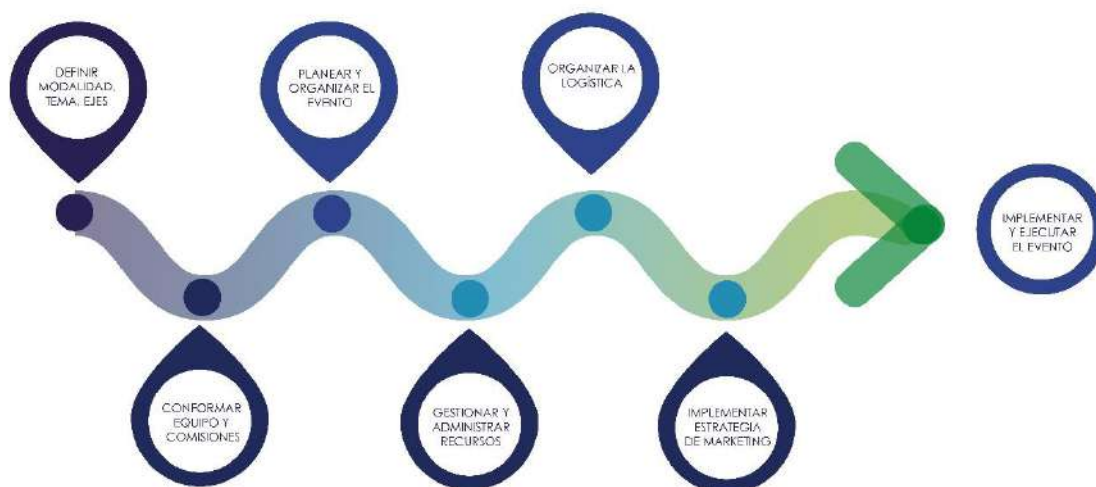 DEFINIR
MODALIDAD,
TEMA, EJES
CONFORMAR
EQUIPO Y
COMISIONES
PLANEAR Y
ORGANIZAR EL
EVENTO
GESTIONAR Y
ADMINISTRAR
RECURSOS
ORGANIZAR LA
LOGÍSTICA
IMPLEMENTAR
ESTRATEGIA
DE MARKETING
IMPLEMENTAR
Y EJECUTAR
EL EVENTO